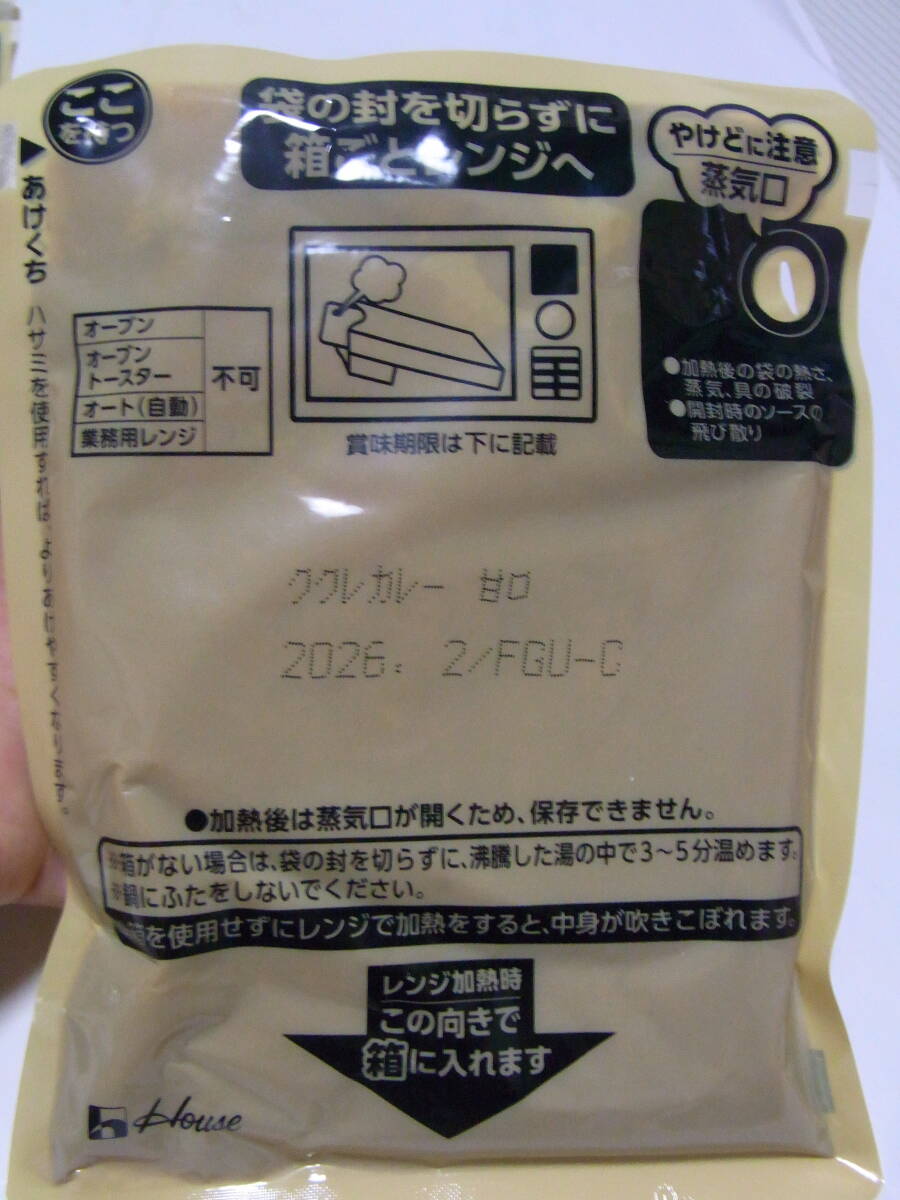 ここ
を持つ
袋の封を切らずに
箱ごとレンジへ
やけどに注意
蒸気口
あけくち ハサミを使用すれば、よりあけやすくなります。
オーブン
オーブン
トースター
オート(自動)
業務用レンジ
不可
●加熱後の袋の熱さ、
蒸気、具の破裂
●開封時のソースの
飛び散り
賞味期限は下に記載
ククレカレー 甘口
2026. 2/FGU-C
●加熱後は蒸気口が開くため、保存できません。
※箱がない場合は、袋の封を切らずに、沸騰した湯の中で3~5分温めます。
※鍋にふたをしないでください。
箱を使用せずにレンジで加熱をすると、中身が吹きこぼれます。
レンジ加熱時
この向きで
箱に入れます
House